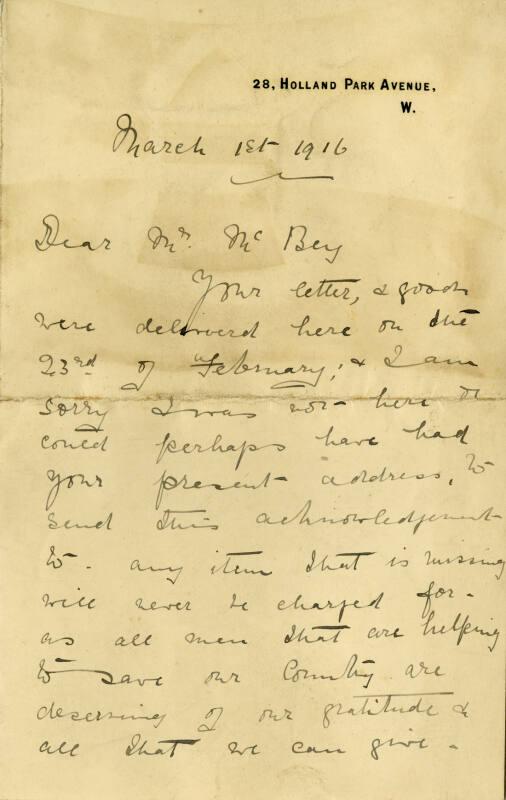 28, HOLLAND PARK AVENUE,
W.
March 1st 1916
Dear Mr. Mc Bey
Your letter, & goods
were delivered here on the
23rd of February; & I am
sorry I was not here or
could perhaps have had
your present address, to
send this acknowledgement
to - any item that is missing
will never be charged for -
as all men that are helping
to save our Country are
deserving of our gratitude &
all that we can give -